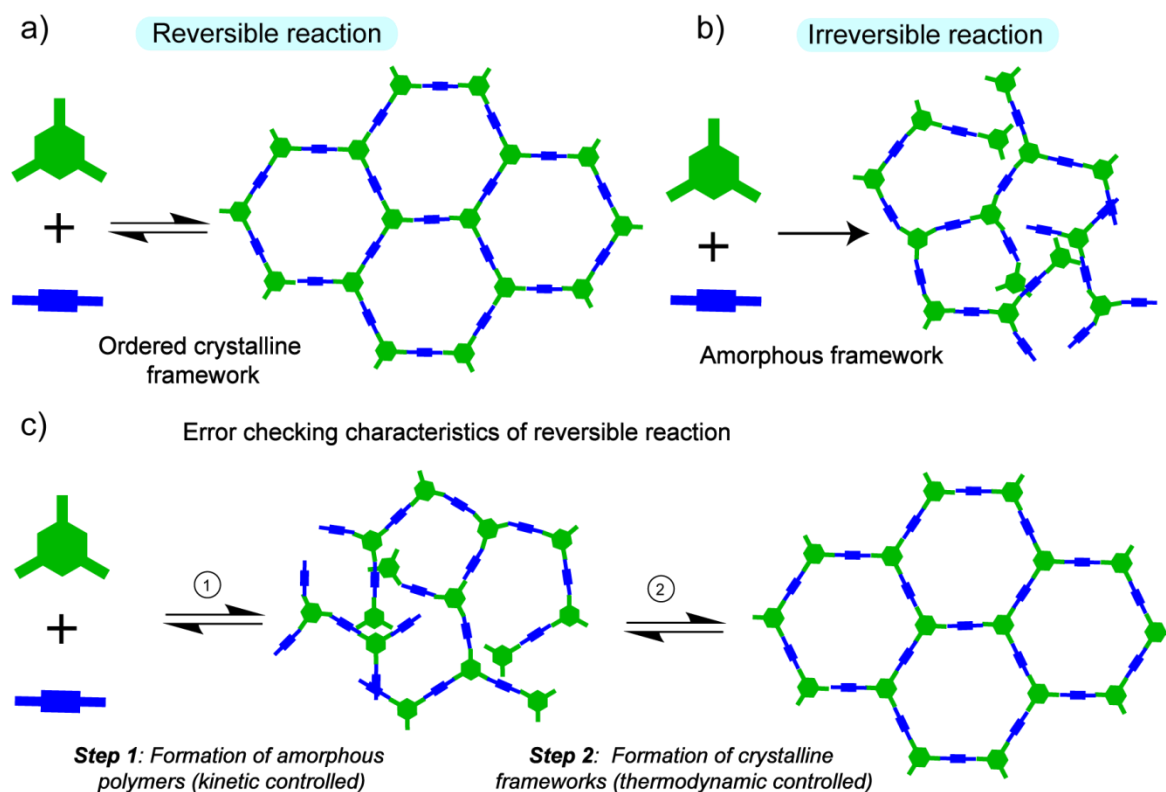 a)
Reversible reaction
+
Ordered crystalline
framework
b)
Irreversible reaction
+
Amorphous framework
c)
Error checking characteristics of reversible reaction
+
1
2
Step 1: Formation of amorphous
polymers (kinetic controlled)
Step 2: Formation of crystalline
frameworks (thermodynamic controlled)